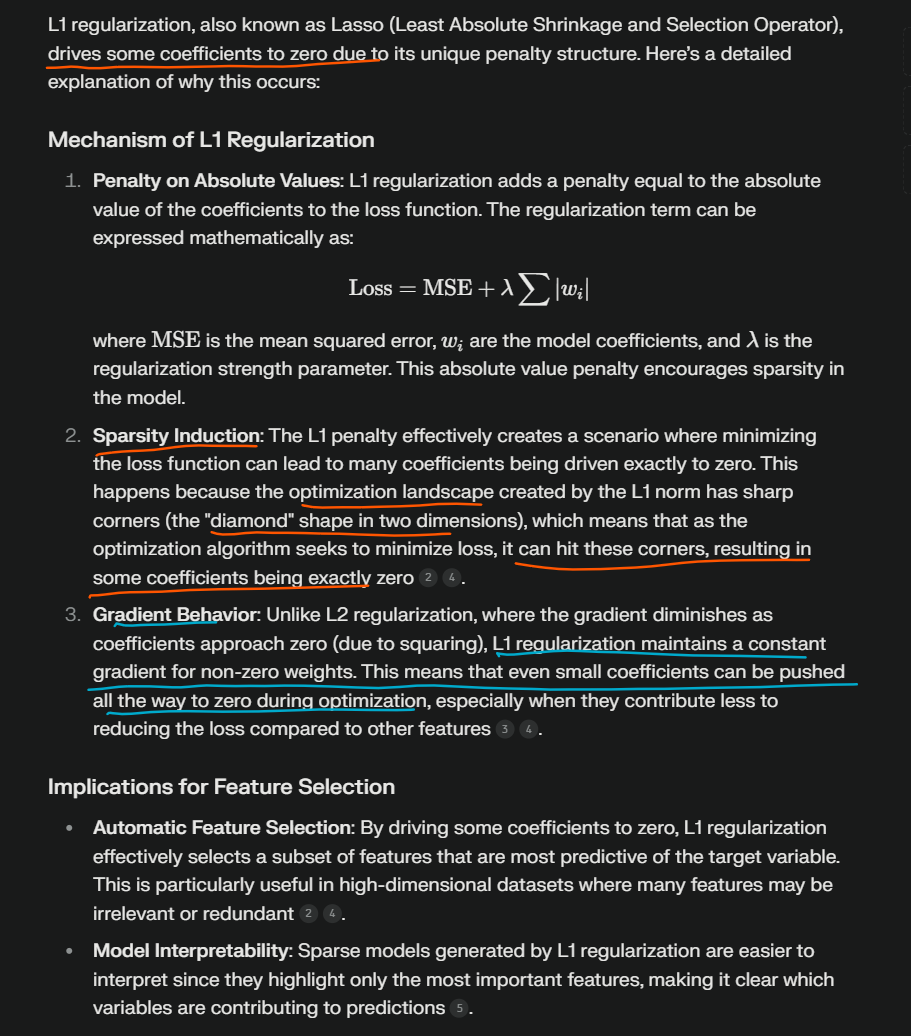 L1 regularization, also known as Lasso (Least Absolute Shrinkage and Selection Operator),
drives some coefficients to zero due to its unique penalty structure. Here's a detailed
explanation of why this occurs:
Mechanism of L1 Regularization
1. Penalty on Absolute Values: L1 regularization adds a penalty equal to the absolute
value of the coefficients to the loss function. The regularization term can be
expressed mathematically as:
Loss = MSE + λ∑|wᵢ|
where MSE is the mean squared error, wᵢ are the model coefficients, and λ is the
regularization strength parameter. This absolute value penalty encourages sparsity in
the model.
2. Sparsity Induction: The L1 penalty effectively creates a scenario where minimizing
the loss function can lead to many coefficients being driven exactly to zero. This
happens because the optimization landscape created by the L1 norm has sharp
corners (the "diamond" shape in two dimensions), which means that as the
optimization algorithm seeks to minimize loss, it can hit these corners, resulting in
some coefficients being exactly zero 2 4.
3. Gradient Behavior: Unlike L2 regularization, where the gradient diminishes as
coefficients approach zero (due to squaring), L1 regularization maintains a constant
gradient for non-zero weights. This means that even small coefficients can be pushed
all the way to zero during optimization, especially when they contribute less to
reducing the loss compared to other features 3 4.
Implications for Feature Selection
• Automatic Feature Selection: By driving some coefficients to zero, L1 regularization
effectively selects a subset of features that are most predictive of the target variable.
This is particularly useful in high-dimensional datasets where many features may be
irrelevant or redundant 2 4.
• Model Interpretability: Sparse models generated by L1 regularization are easier to
interpret since they highlight only the most important features, making it clear which
variables are contributing to predictions 5.